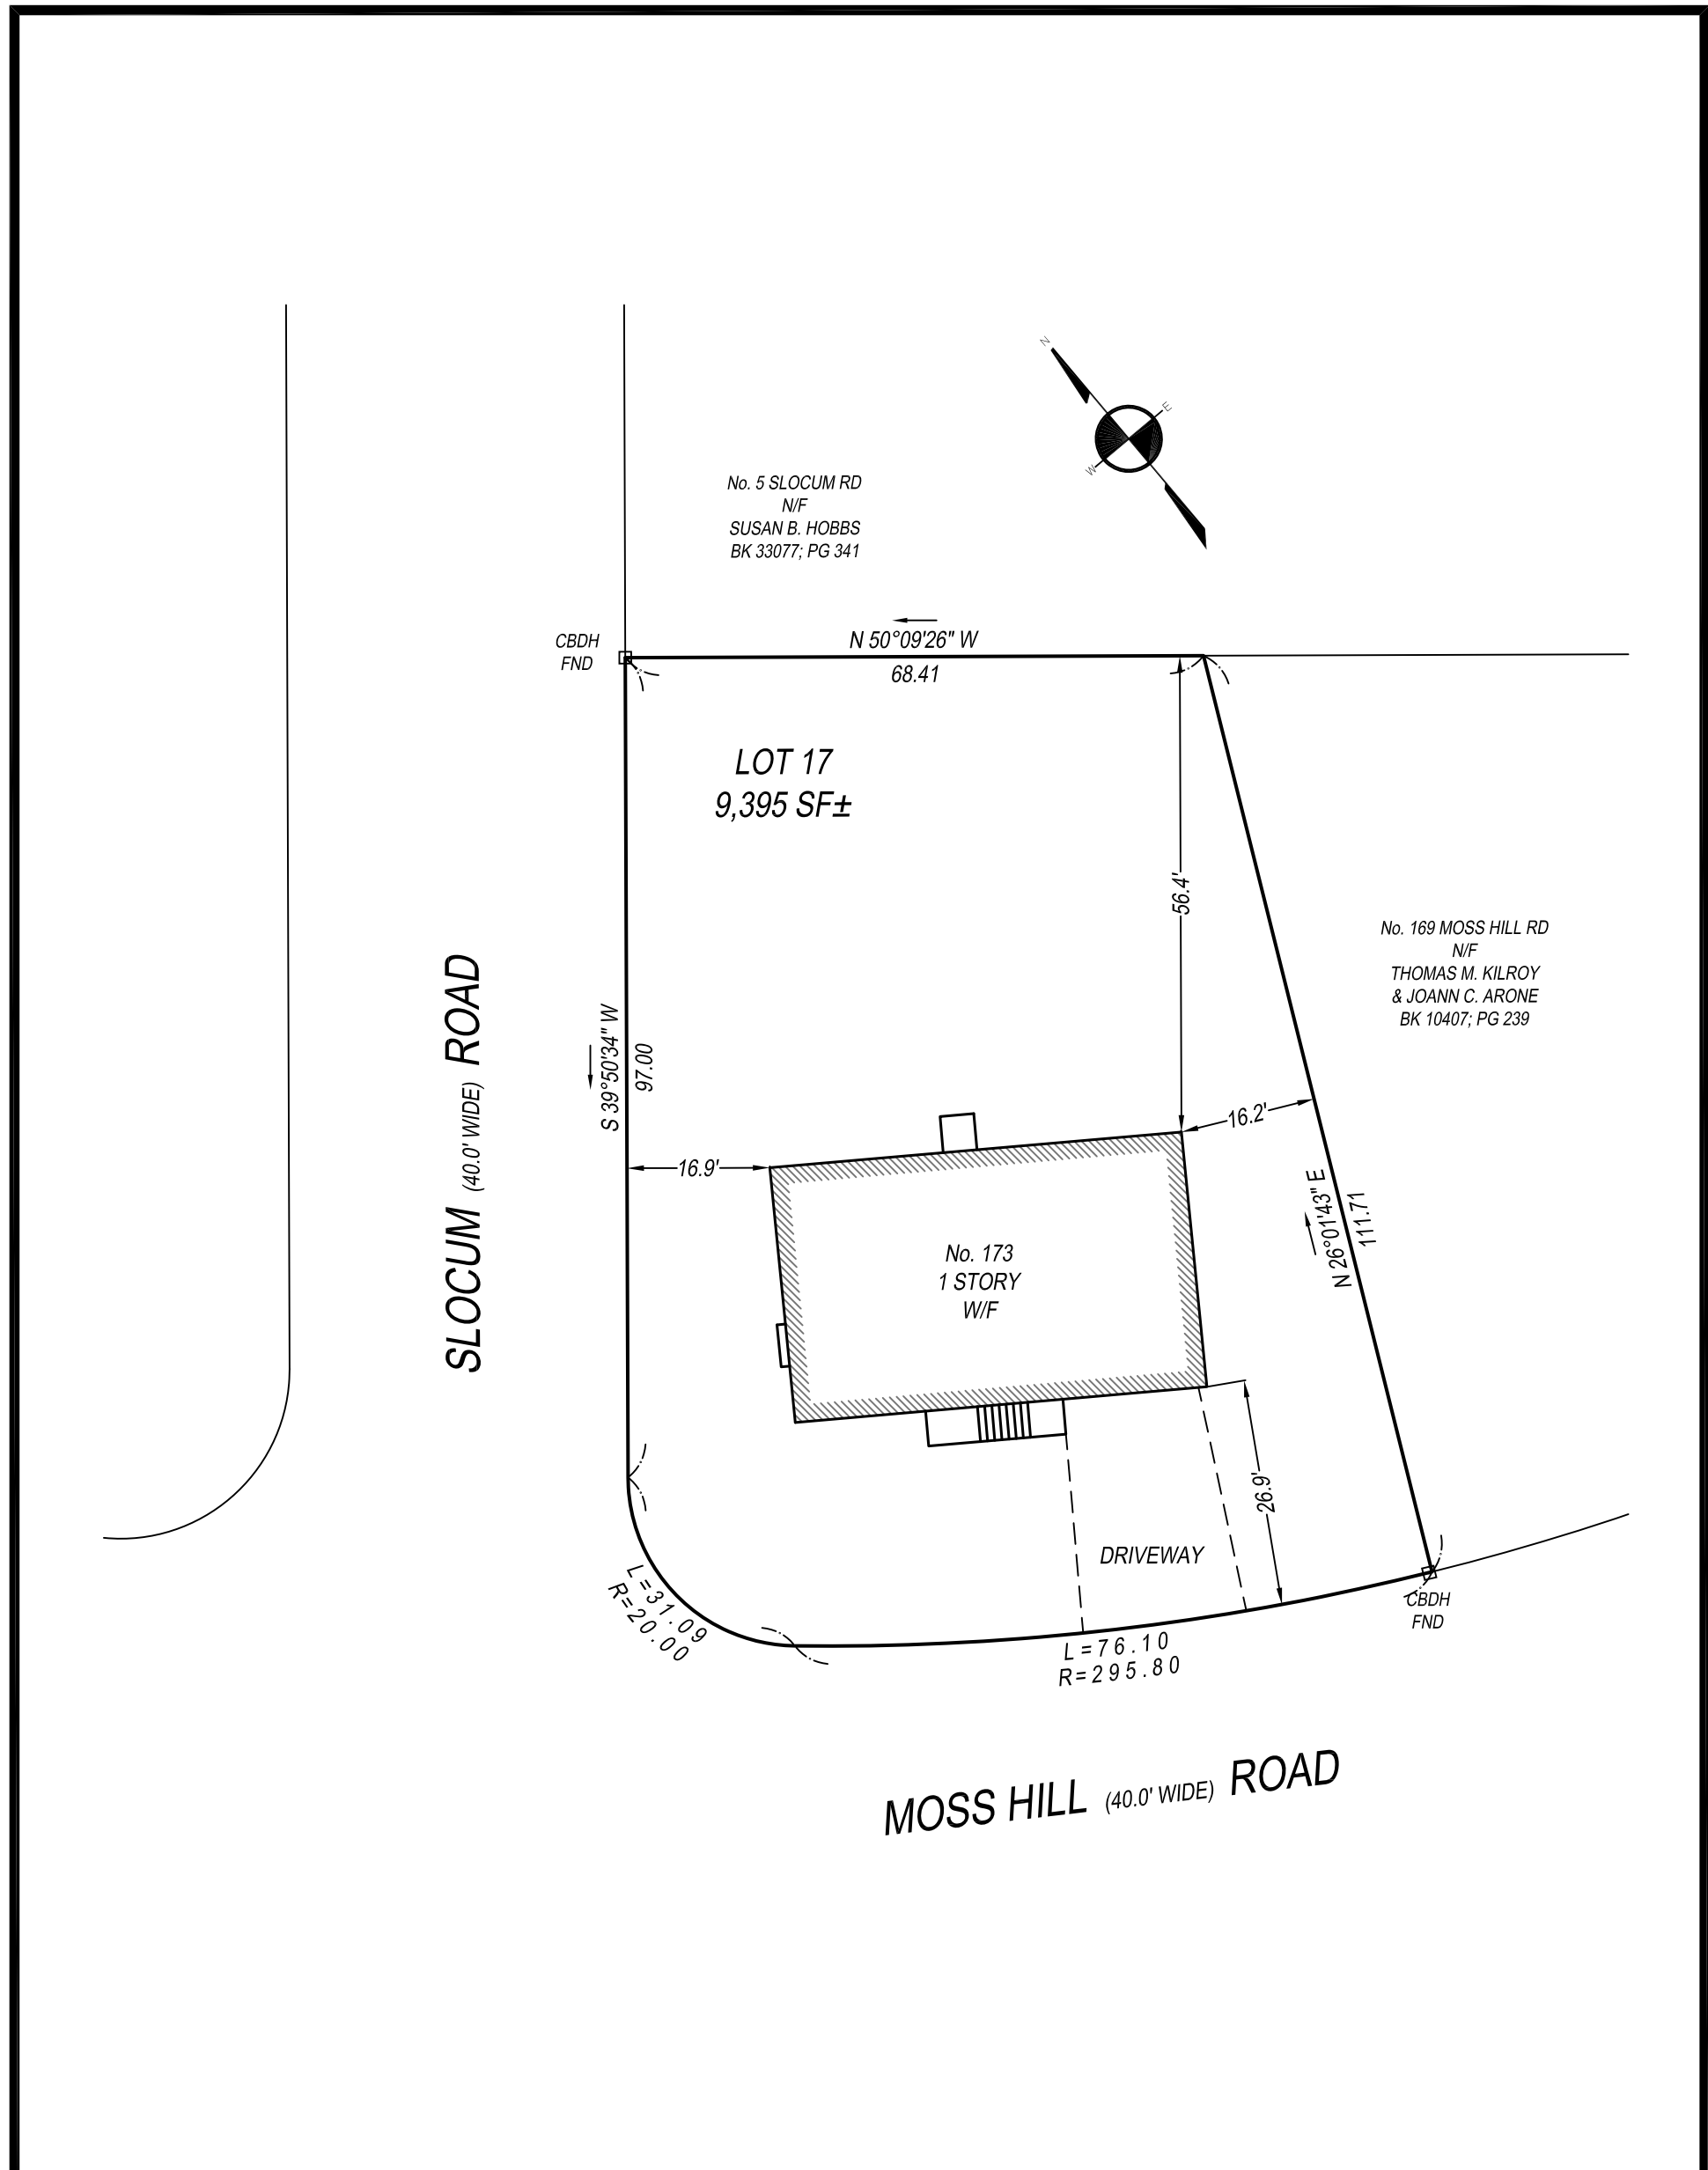 N
E
W
No. 5 SLOCUM RD
N/F
SUSAN B. HOBBS
BK 33077; PG 341
CBDH
FND
N 50°09'26" W
68.41
LOT 17
9,395 SF±
56.4'
No. 169 MOSS HILL RD
N/F
THOMAS M. KILROY
& JOANN C. ARONE
BK 10407; PG 239
SLOCUM (40.0' WIDE) ROAD
S 39°50'34" W
97.00
16.2'
16.9'
N 26°01'43" E
111.71
No. 173
1 STORY
W/F
26.9'
DRIVEWAY
L=31.09
R=20.00
CBDH
FND
L=76.10
R=295.80
MOSS HILL (40.0' WIDE) ROAD